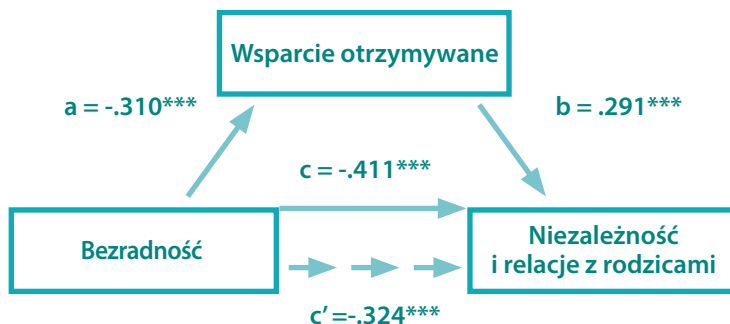 Wsparcie otrzymywane
a = -.310***
b = .291***
c = -.411***
Bezradność
Niezależność
i relacje z rodzicami
c’ =-.324***